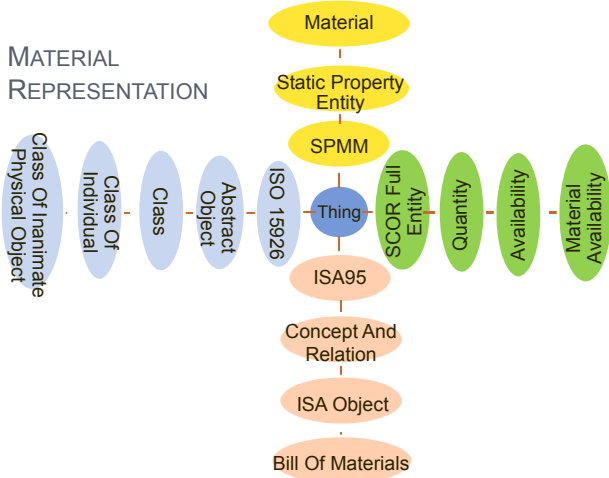 Material
MATERIAL
REPRESENTATION
Static Property
Entity
SPMM
Class Of Inanimate
Physical Object
Class Of
Individual
Class
Abstract
Object
ISO 15926
Thing
SCOR Full
Entity
Quantity
Availability
Material
Availability
ISA95
Concept And
Relation
ISA Object
Bill Of Materials